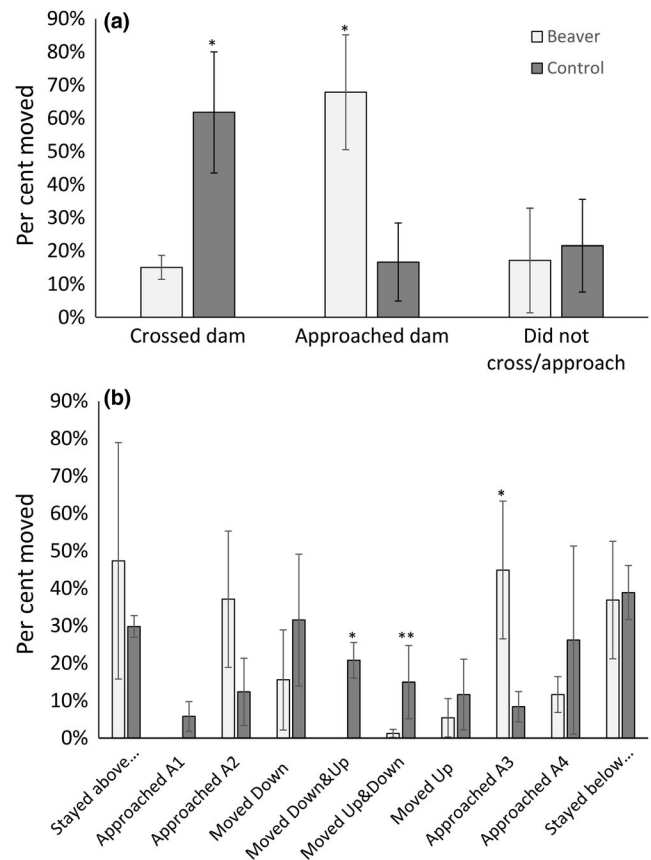 (a)
Per cent moved
90%
80%
70%
60%
50%
40%
30%
20%
10%
0%
*
*
Beaver
Control
Crossed dam
Approached dam
Did not
cross/approach
(b)
Per cent moved
90%
80%
70%
60%
50%
40%
30%
20%
10%
0%
*
**
*
Stayed above...
Approached A1
Approached A2
Moved Down
Moved Down&Up
Moved Up&Down
Moved Up
Approached A3
Approached A4
Stayed below...